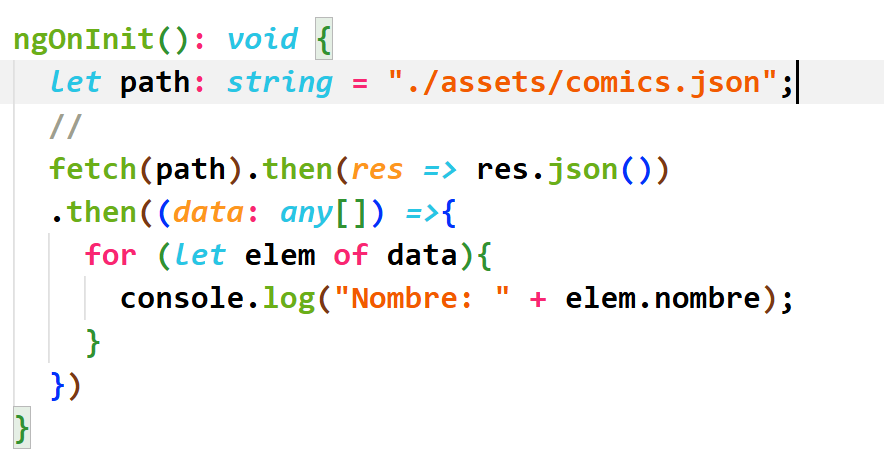 ngOnInit(): void {
  let path: string = "./assets/comics.json";
  //
  fetch(path).then(res => res.json())
  .then((data: any[]) =>{
    for (let elem of data){
      console.log("Nombre: " + elem.nombre);
    }
  })
}